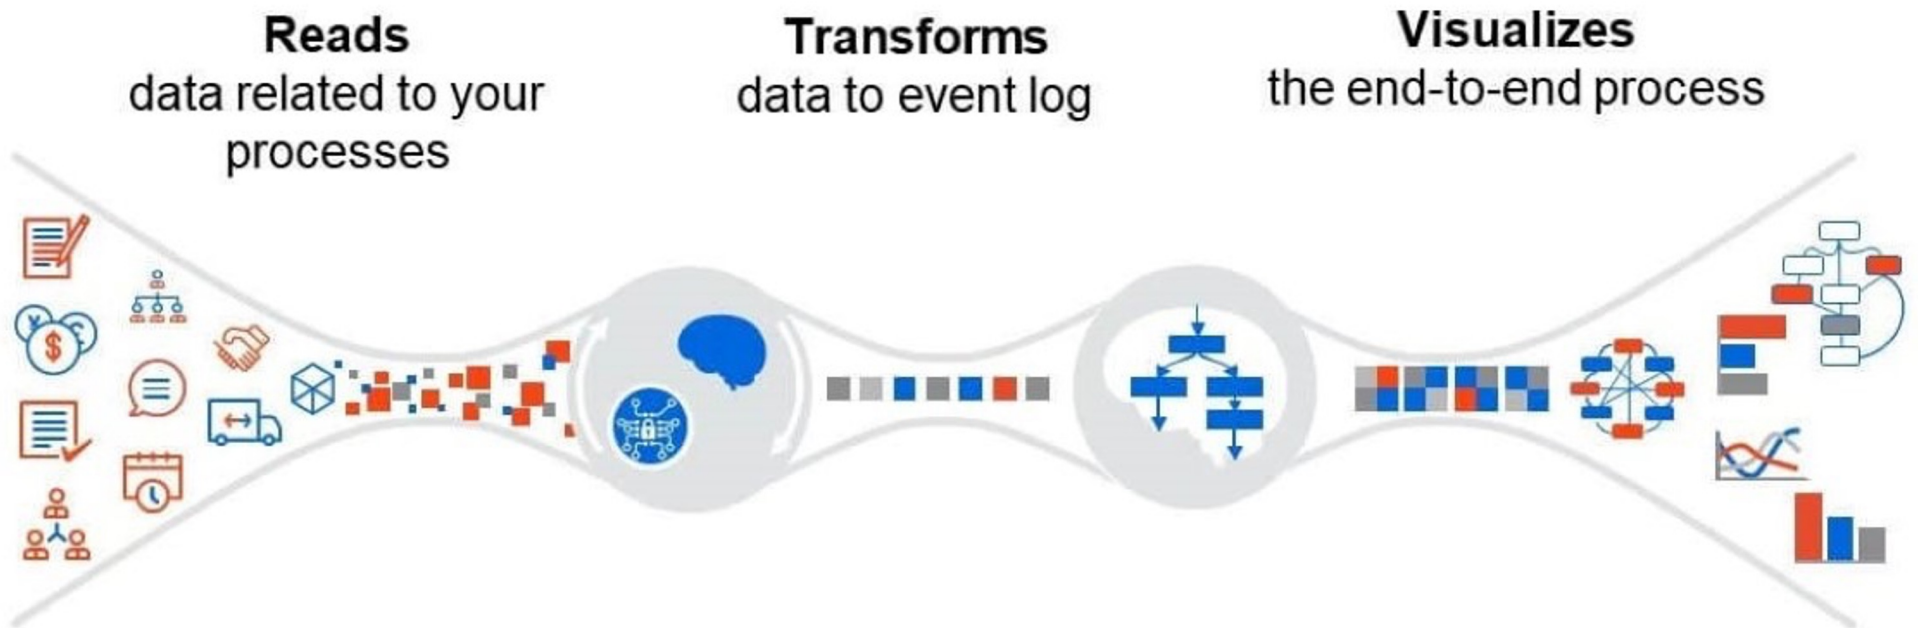 Reads
data related to your
processes
Transforms
data to event log
Visualizes
the end-to-end process
¥
$
€